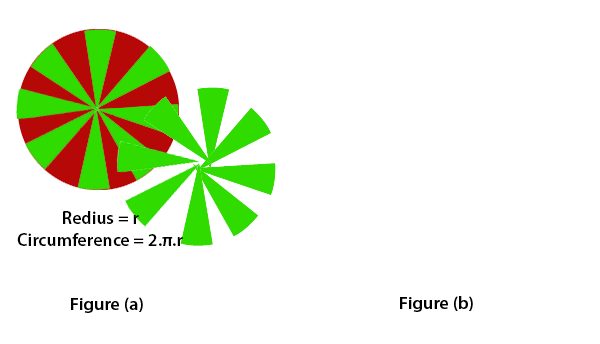 Redius = r
Circumference = 2.π.r
Figure (a)
Figure (b)